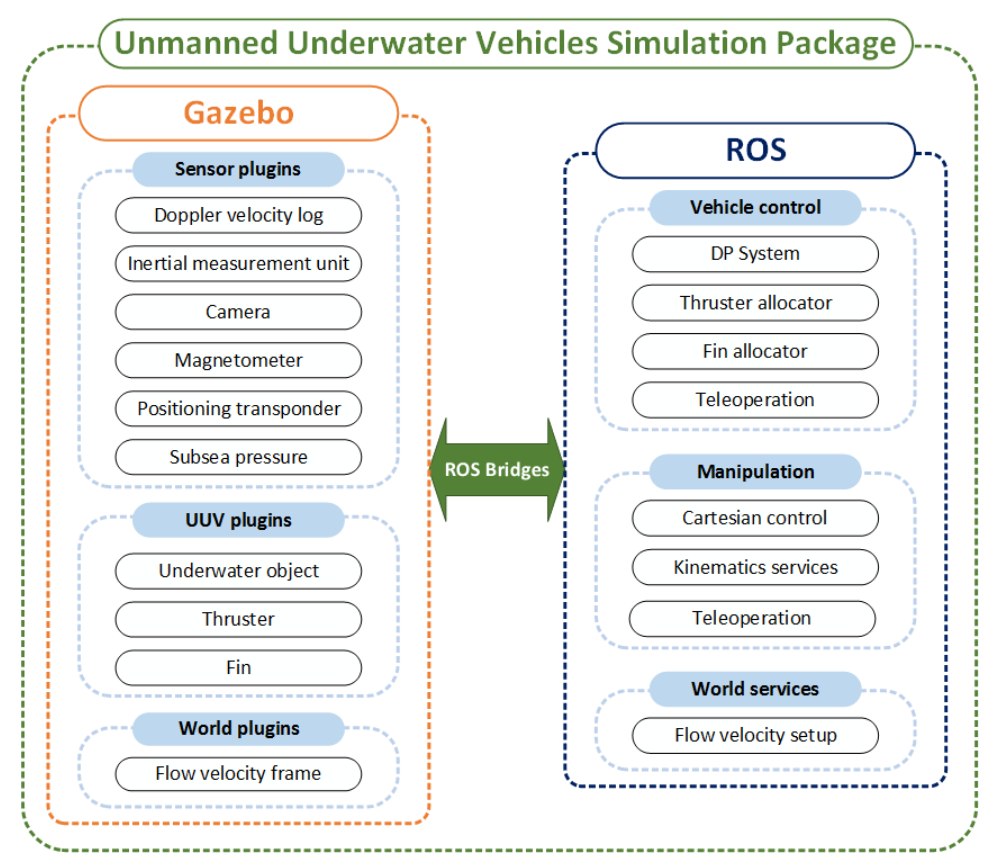 Unmanned Underwater Vehicles Simulation Package
Gazebo
Sensor plugins
Doppler velocity log
Inertial measurement unit
Camera
Magnetometer
Positioning transponder
Subsea pressure
UUV plugins
Underwater object
Thruster
Fin
World plugins
Flow velocity frame
ROS Bridges
ROS
Vehicle control
DP System
Thruster allocator
Fin allocator
Teleoperation
Manipulation
Cartesian control
Kinematics services
Teleoperation
World services
Flow velocity setup